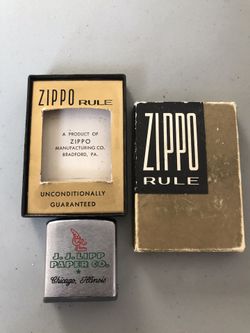 ZIPPO RULE
A PRODUCT OF
ZIPPO
MANUFACTURING CO.
BRADFORD, PA.
UNCONDITIONALLY
GUARANTEED
ZIPPO
RULE
J. J. LIPP
PAPER CO.
Chicago, Illinois